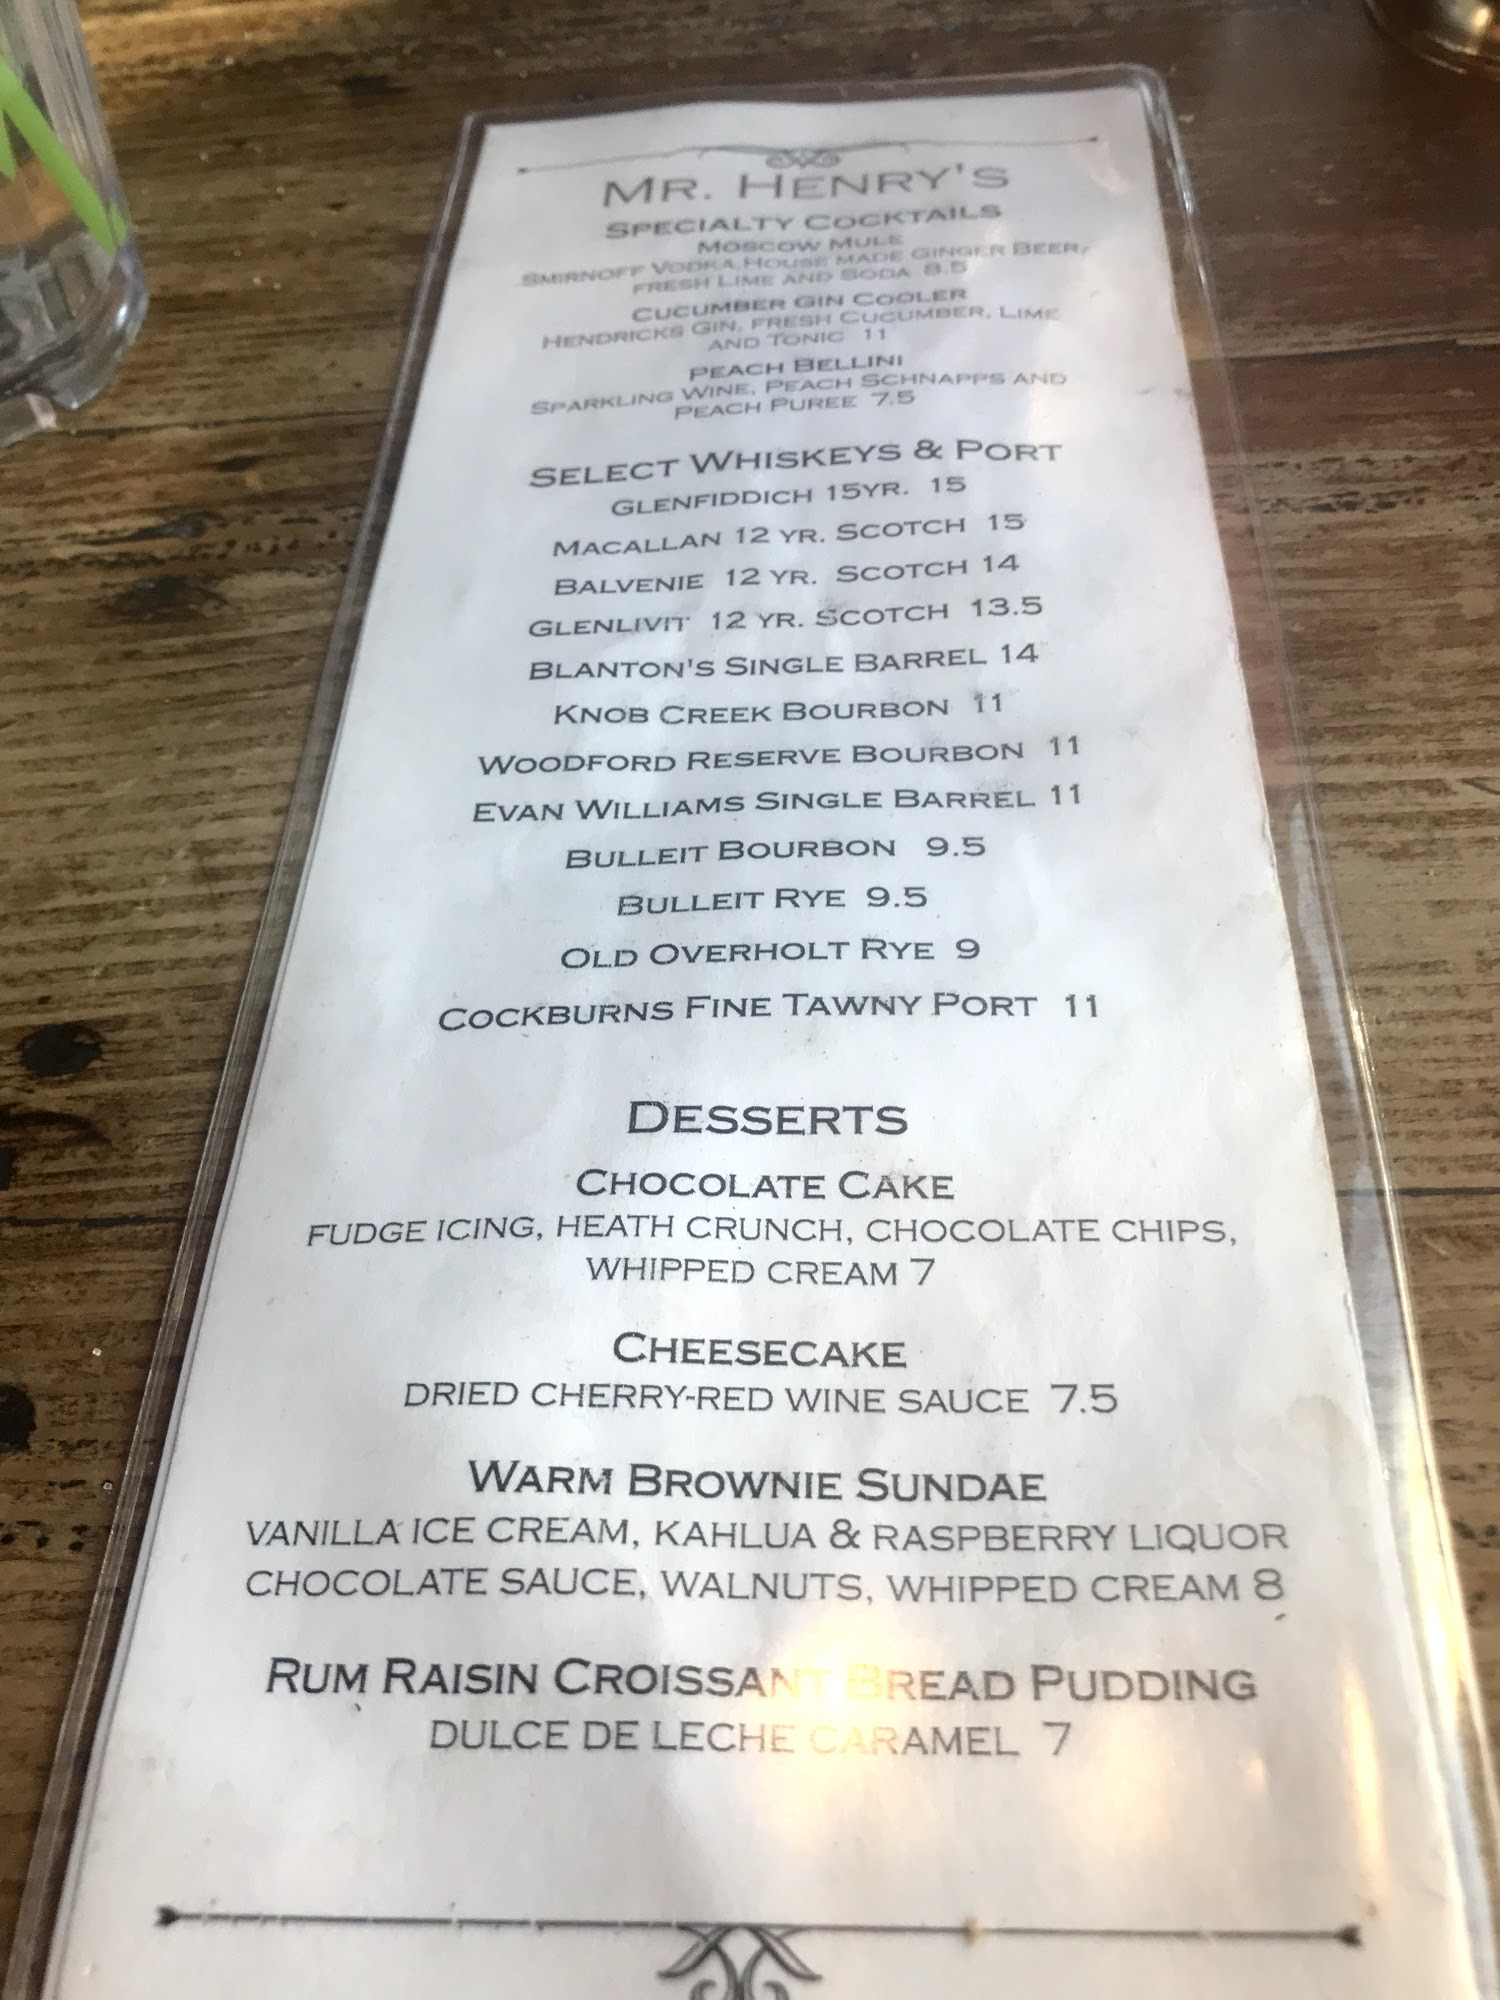 MR. HENRY'S
SPECIALTY COCKTAILS
MOSCOW MULE
SMIRNOFF VODKA,HOUSE MADE GINGER BEER,
FRESH LIME AND SODA 8.5
CUCUMBER GIN COOLER
HENDRICKS GIN, FRESH CUCUMBER, LIME
AND TONIC 11
PEACH BELLINI
SPARKLING WINE, PEACH SCHNAPPS AND
PEACH PUREE 7.5
SELECT WHISKEYS & PORT
GLENFIDDICH 15YR. 15
MACALLAN 12 YR. SCOTCH 15
BALVENIE 12 YR. SCOTCH 14
GLENLIVIT 12 YR. SCOTCH 13.5
BLANTON'S SINGLE BARREL 14
KNOB CREEK BOURBON 11
WOODFORD RESERVE BOURBON 11
EVAN WILLIAMS SINGLE BARREL 11
BULLEIT BOURBON 9.5
BULLEIT RYE 9.5
OLD OVERHOLT RYE 9
COCKBURNS FINE TAWNY PORT 11
DESSERTS
CHOCOLATE CAKE
FUDGE ICING, HEATH CRUNCH, CHOCOLATE CHIPS,
WHIPPED CREAM 7
CHEESECAKE
DRIED CHERRY-RED WINE SAUCE 7.5
WARM BROWNIE SUNDAE
VANILLA ICE CREAM, KAHLUA & RASPBERRY LIQUOR
CHOCOLATE SAUCE, WALNUTS, WHIPPED CREAM 8
RUM RAISIN CROISSANT BREAD PUDDING
DULCE DE LECHE CARAMEL 7